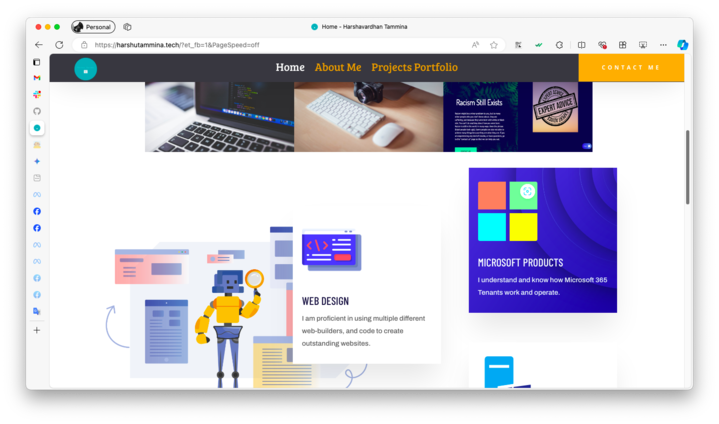 Personal
Home - Harshavardhan Tammina
https://harshutammina.tech/?et_fb=1&PageSpeed=off
Home About Me Projects Portfolio
CONTACT ME
Racism Still Exists
EXPERT ADVICE
MICROSOFT PRODUCTS
I understand and know how Microsoft 365
Tenants work and operate.
WEB DESIGN
I am proficient in using multiple different
web-builders, and code to create
outstanding websites.